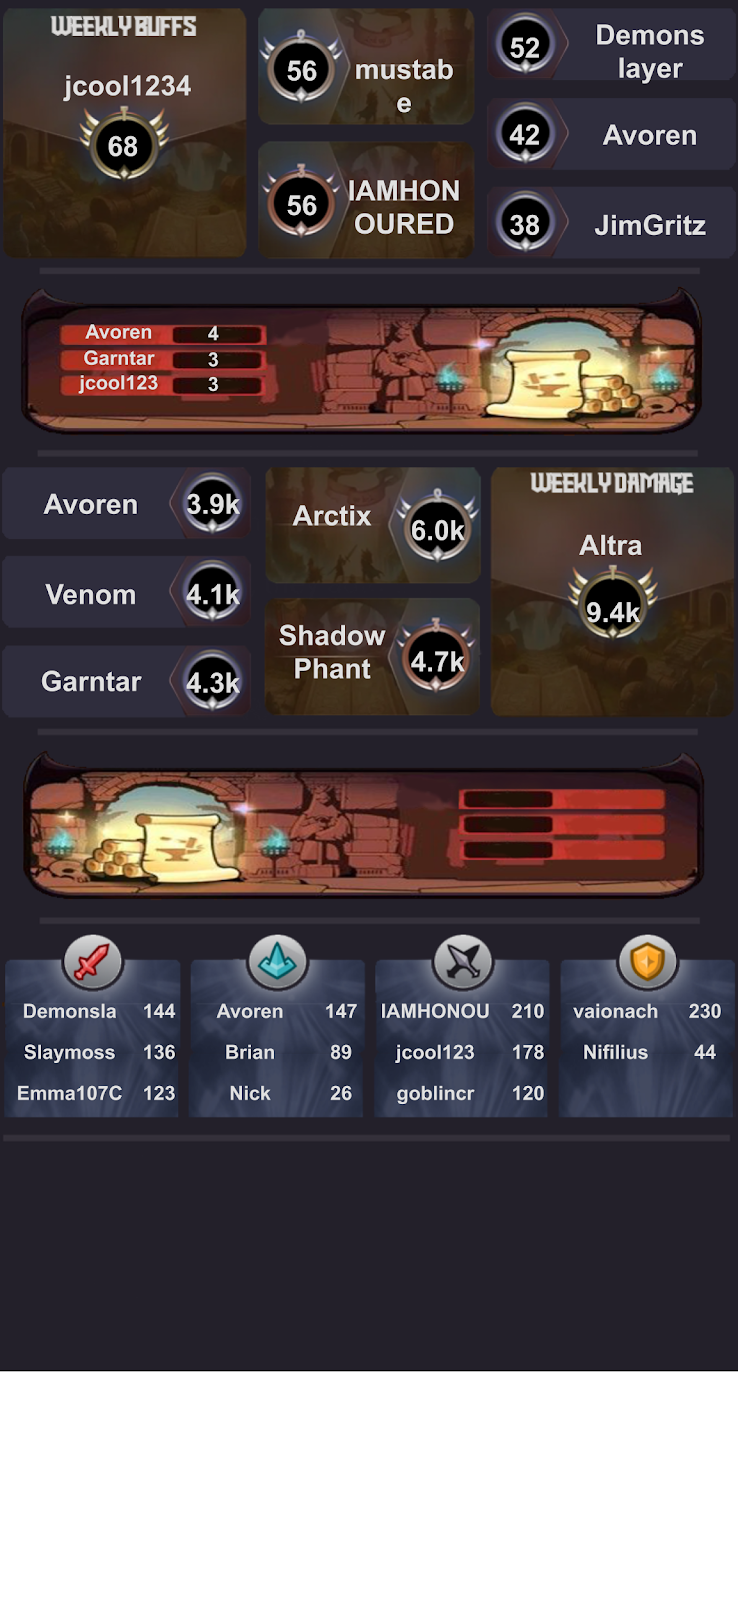 WEEKLY BUFFS
jcool1234
68
2
56
mustab
e
3
56
IAMHON
OURED
52
Demons
layer
42
Avoren
38
JimGritz
Avoren 4
Garntar 3
jcool123 3
Avoren 3.9k
Venom 4.1k
Garntar 4.3k
Arctix
6.0k
Shadow
Phant
3
4.7k
WEEKLY DAMAGE
Altra
9.4k
Demonsla 144
Slaymoss 136
Emma107C 123
Avoren 147
Brian 89
Nick 26
IAMHONOU 210
jcool123 178
goblincr 120
vaionach 230
Nifilius 44